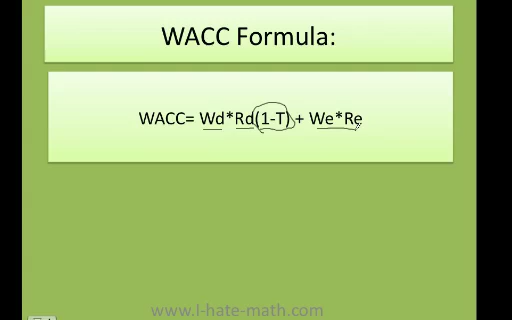 WACC Formula:
WACC= Wd*Rd(1-T) + We*Re
www.I-hate-math.com